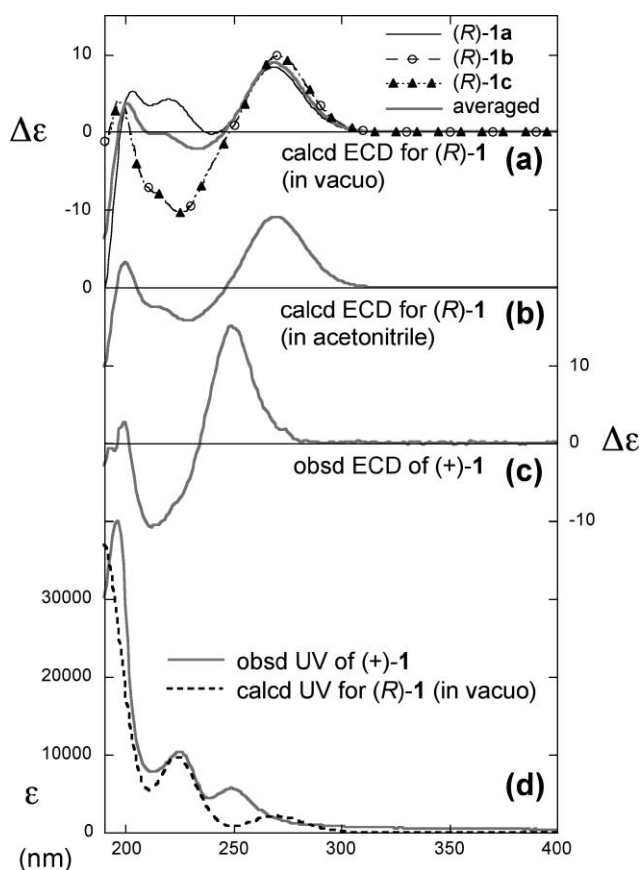 10
0
-10
0
Δε
(R)-1a
(R)-1b
(R)-1c
averaged
calcd ECD for (R)-1
(in vacuo)
(a)
calcd ECD for (R)-1
(in acetonitrile)
(b)
10
0
-10
Δε
obsd ECD of (+)-1
(c)
30000
20000
10000
0
ε
obsd UV of (+)-1
calcd UV for (R)-1 (in vacuo)
(d)
(nm)
200
250
300
350
400